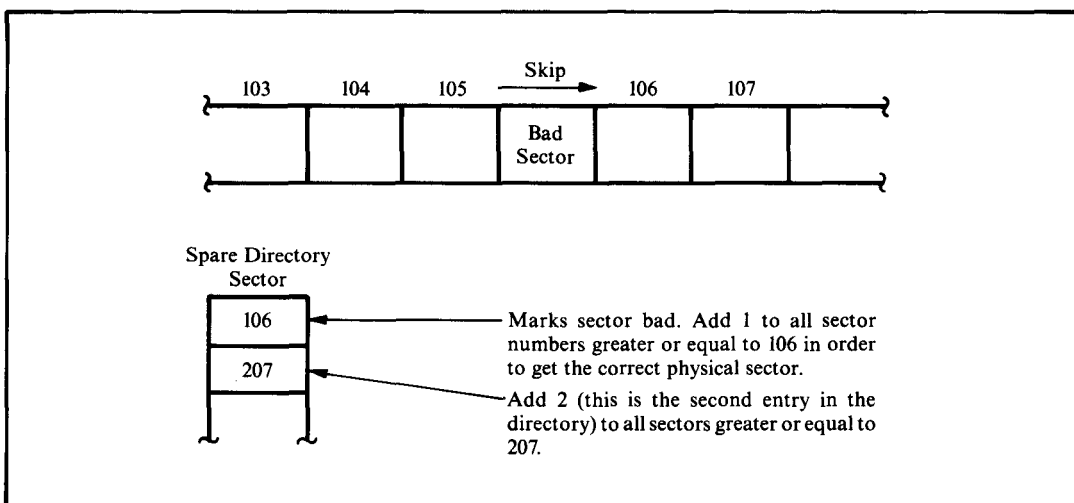 Skip
103 104 105 106 107
Bad
Sector
Spare Directory
Sector
106
207
Marks sector bad. Add 1 to all sector
numbers greater or equal to 106 in order
to get the correct physical sector.
Add 2 (this is the second entry in the
directory) to all sectors greater or equal to
207.